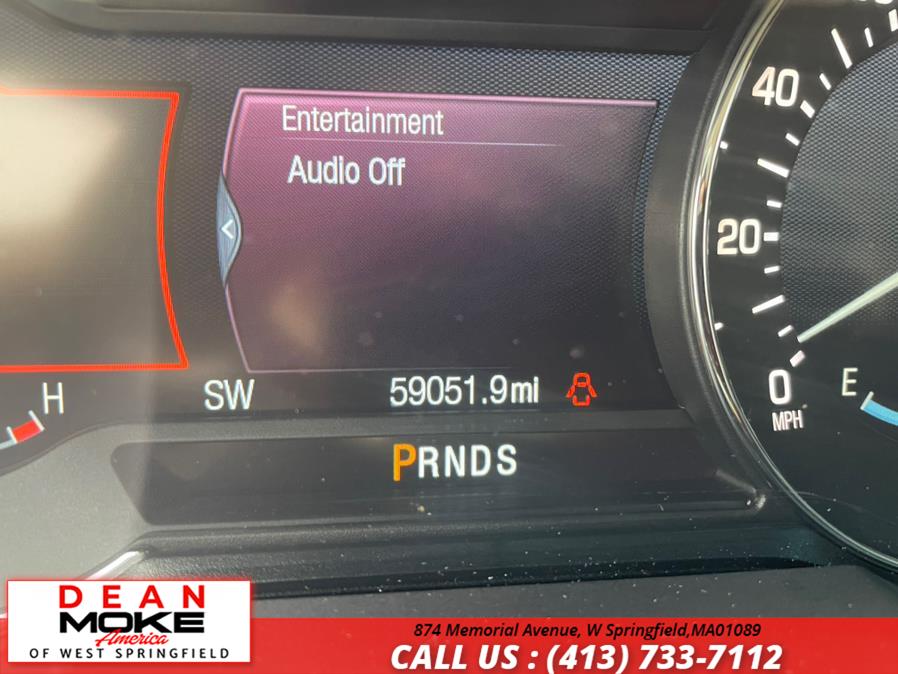 Entertainment
Audio Off
40
20
0
MPH
E
H
SW
59051.9mi
PRNDS
DEAN
MOKE
America
OF WEST SPRINGFIELD
874 Memorial Avenue, W Springfield,MA01089
CALL US : (413) 733-7112